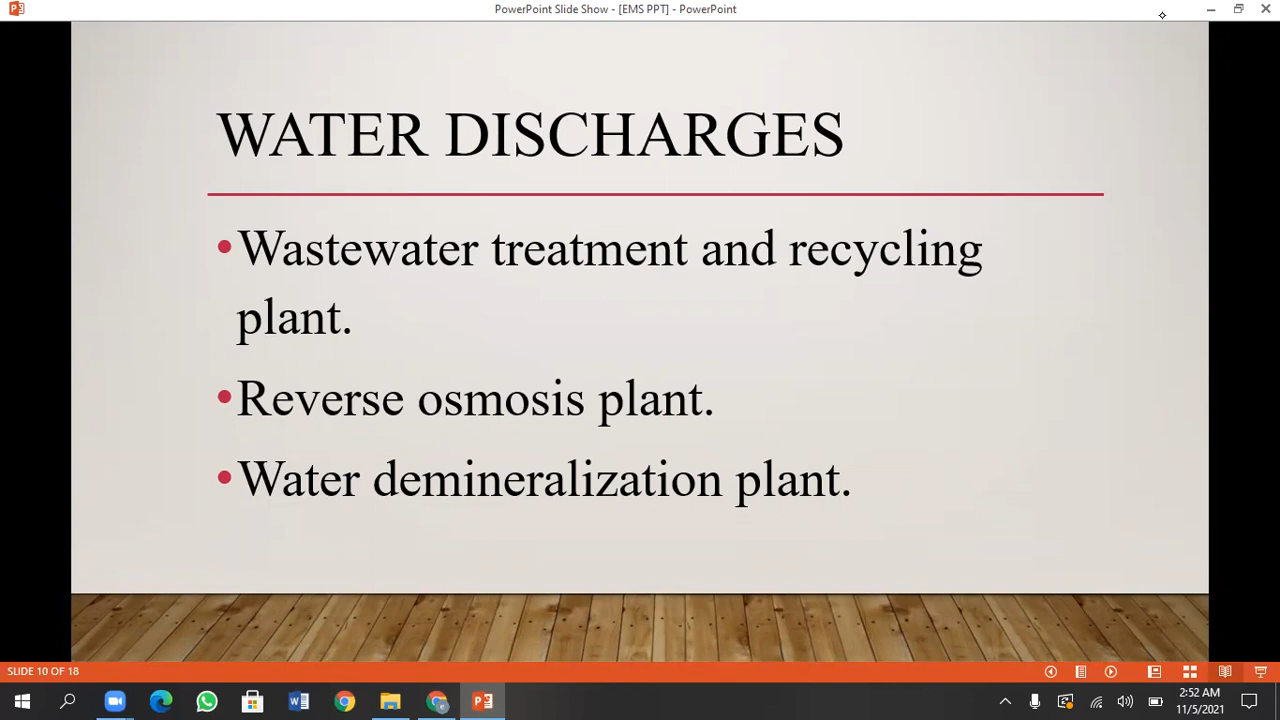 PowerPoint Slide Show - [EMS PPT] - PowerPoint
WATER DISCHARGES
•Wastewater treatment and recycling
plant.
•Reverse osmosis plant.
•Water demineralization plant.
SLIDE 10 OF 18
2:52 AM
11/5/2021